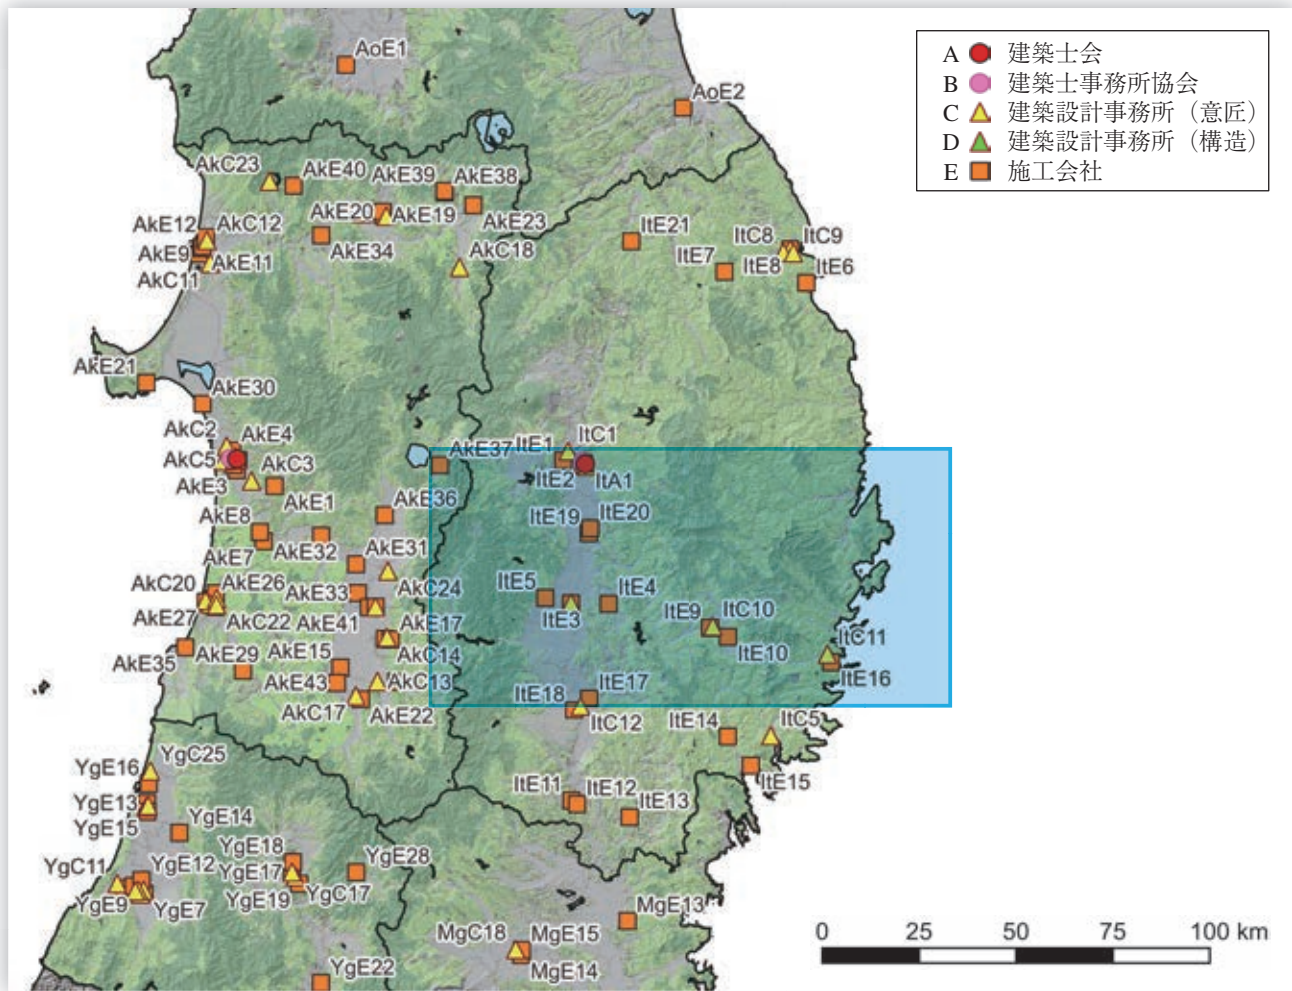 AoE1
A 建築士会
B 建築士事務所協会
C 建築設計事務所（意匠）
D 建築設計事務所（構造）
E 施工会社
AoE2
AkC23
AkE40
AkE39
AkE38
AkE20
AkE19
AkE23
AkE12
AkC12
AkE34
AkC18
ItE21
ItC8
ItC9
AkE9
AkE11
ItE7
ItE8
ItE6
AkC11
AkE21
AkE30
AkC2
AkE4
ItE1
ItC1
AkE37
AkC5
AkC3
ItE2
ItA1
AkE3
AkE1
AkE36
AkE8
ItE19
ItE20
AkE7
AkE32
AkE31
AkC20
AkE26
AkE33
AkC24
ItE5
ItE4
AkE27
AkC22
AkE41
AkE17
ItE3
ItE9
ItC10
AkE35
AkE29
AkE15
AkC14
ItE10
ItC11
AkE43
AkC13
ItE16
AkC17
AkE22
ItE18
ItE17
ItC12
ItE14
ItC5
YgC25
YgE16
ItE15
YgE13
ItE11
ItE12
ItE13
YgE15
YgE14
YgE18
YgE28
YgC11
YgE12
YgE17
YgE9
YgE7
YgE19
YgC17
MgE13
MgC18
MgE15
MgE14
YgE22
0 25 50 75 100 km